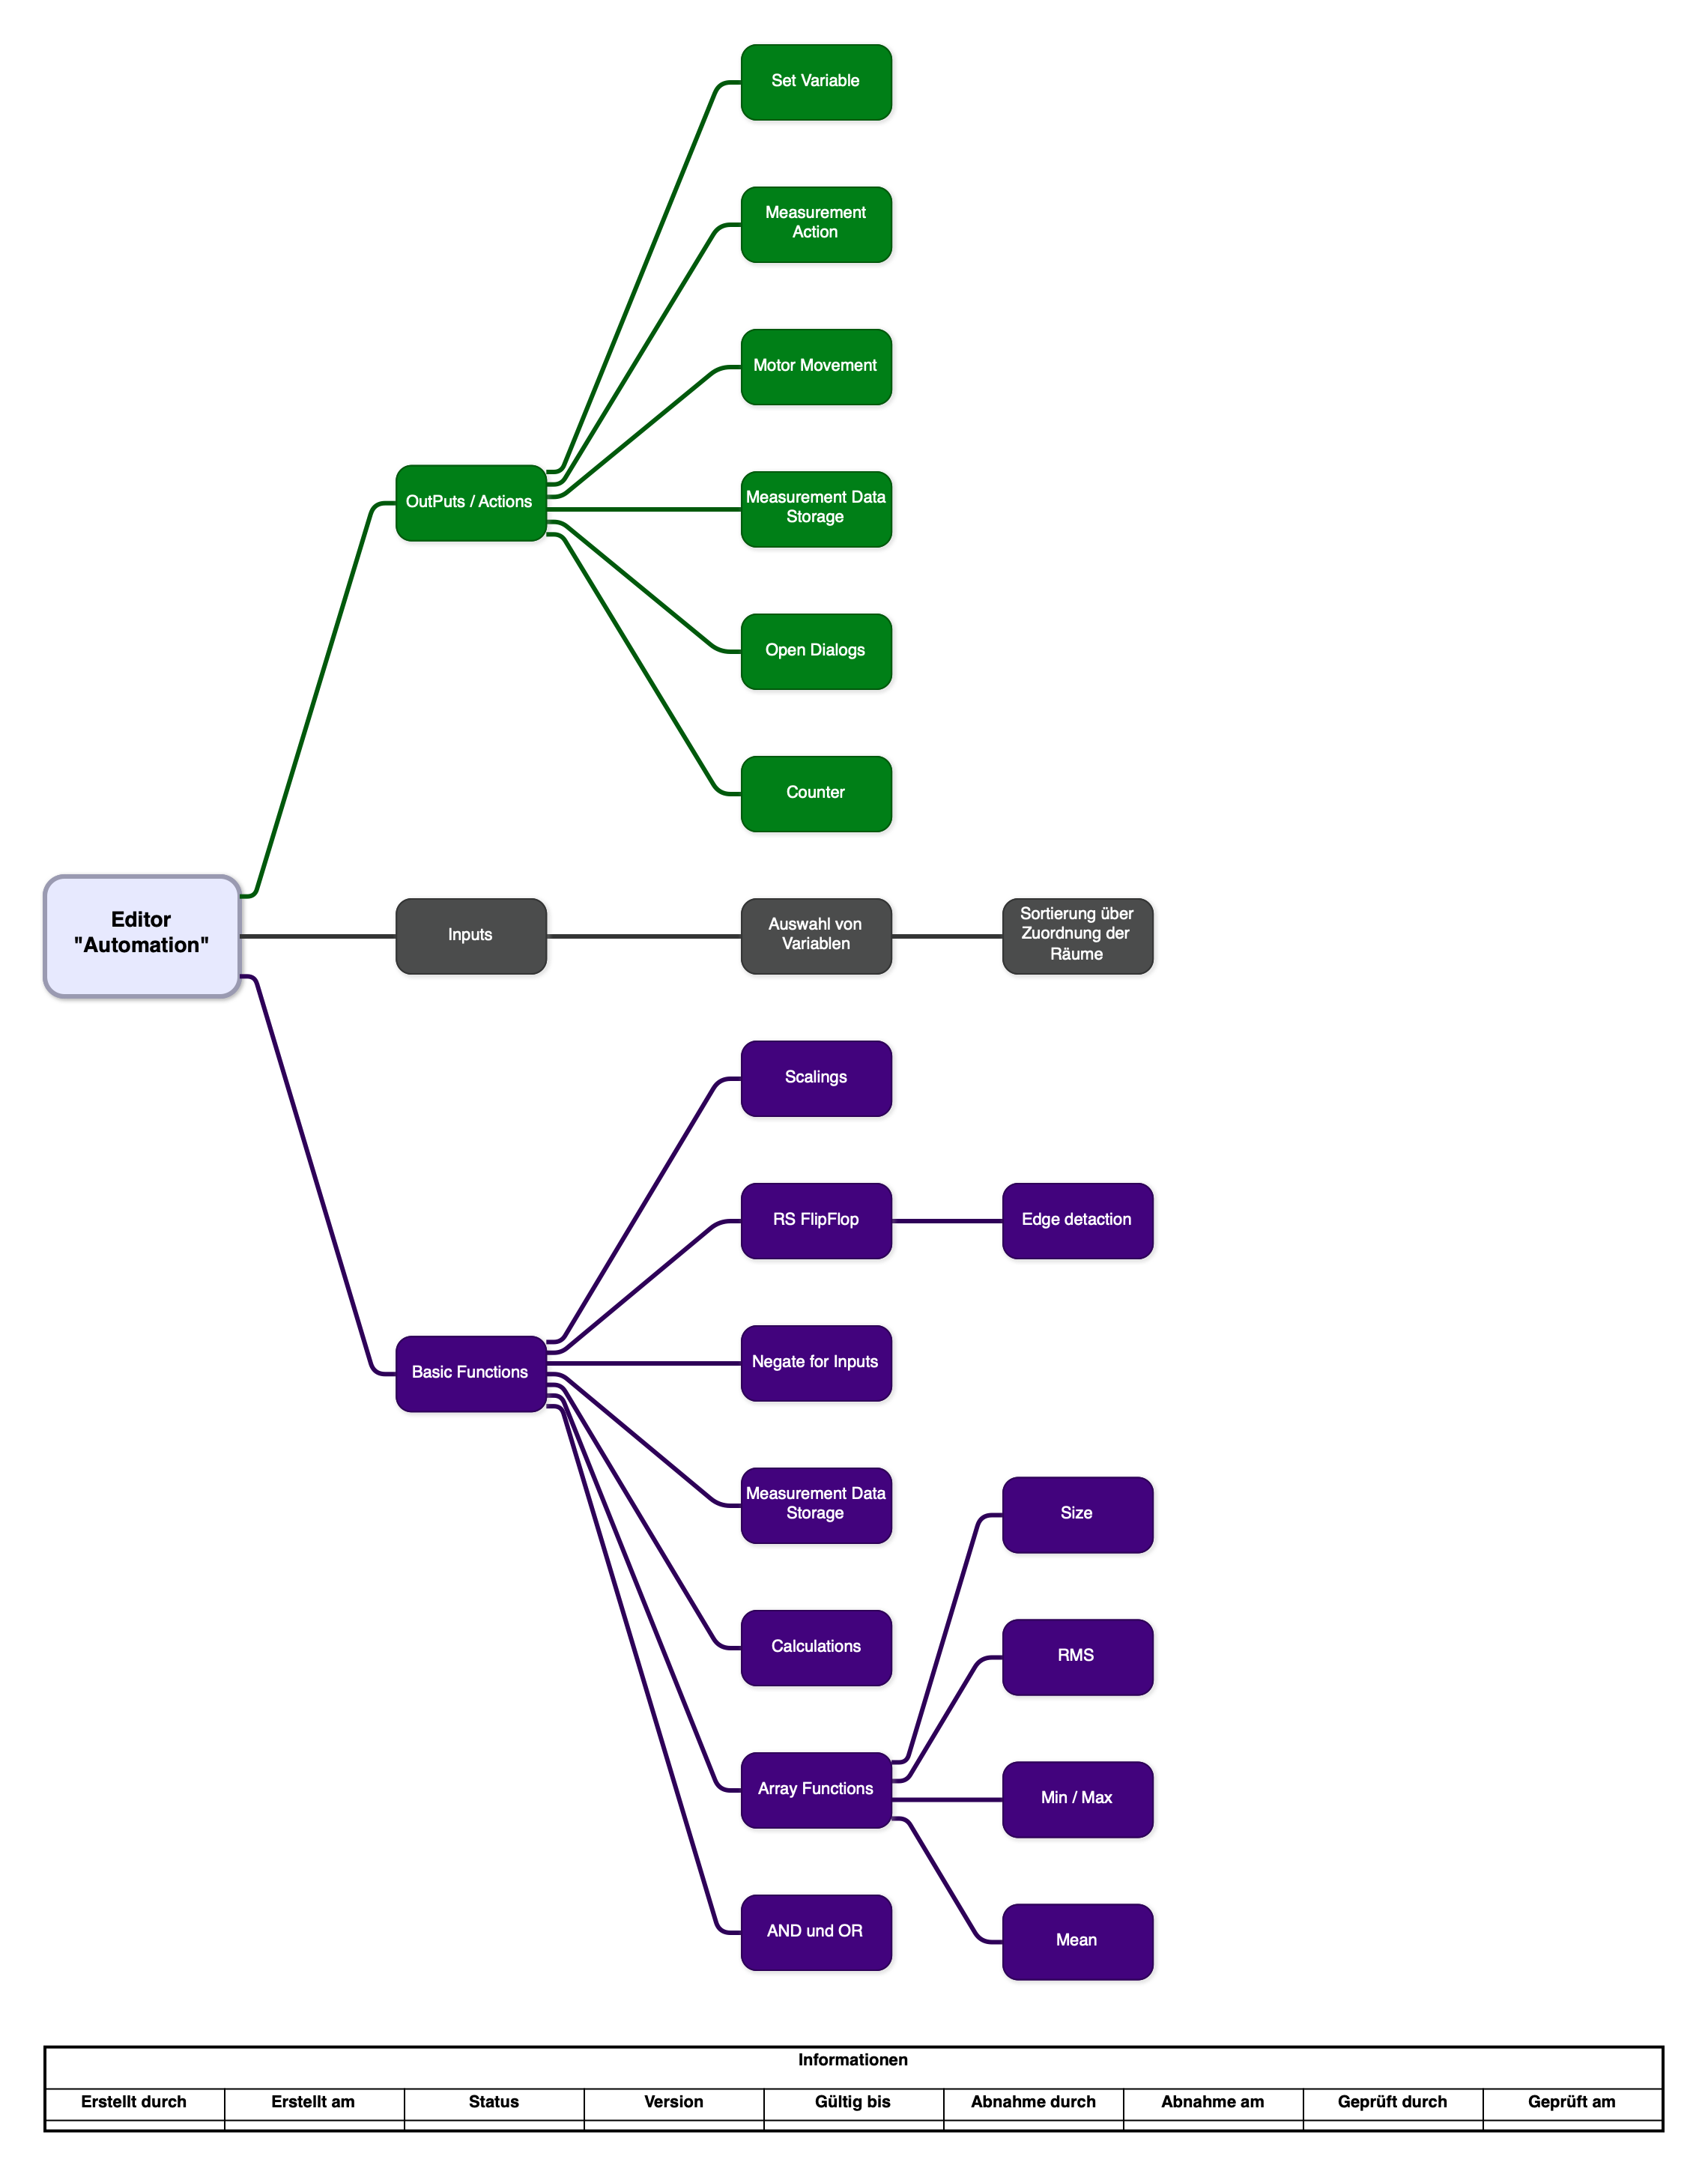 Set Variable
Measurement
Action
Motor Movement
OutPuts / Actions
Measurement Data
Storage
Open Dialogs
Counter
Editor
"Automation"
Inputs
Auswahl von
Variablen
Sortierung über
Zuordnung der
Räume
Scalings
RS FlipFlop
Edge detaction
Basic Functions
Negate for Inputs
Measurement Data
Storage
Size
Calculations
RMS
Array Functions
Min / Max
AND und OR
Mean
Informationen
Erstellt durch
Erstellt am
Status
Version
Gültig bis
Abnahme durch
Abnahme am
Geprüft durch
Geprüft am